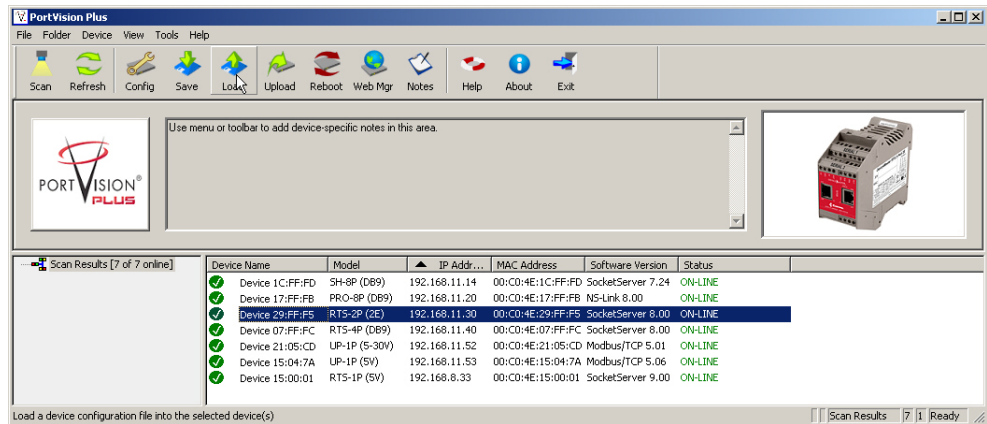 PortVision Plus
File Folder Device View Tools Help
Scan Refresh Config Save Load Upload Reboot Web Mgr Notes Help About Exit
Use menu or toolbar to add device-specific notes in this area.
PORTVISION®
PLUS
Scan Results [7 of 7 online]
Device Name Model IP Addr... MAC Address Software Version Status
Device 1C:FF:FD SH-8P (DB9) 192.168.11.14 00:C0:4E:1C:FF:FD SocketServer 7.24 ON-LINE
Device 17:FF:FB PRO-8P (DB9) 192.168.11.20 00:C0:4E:17:FF:FB NS-Link 8.00 ON-LINE
Device 29:FF:F5 RTS-2P (2E) 192.168.11.30 00:C0:4E:29:FF:F5 SocketServer 8.00 ON-LINE
Device 07:FF:FC RTS-4P (DB9) 192.168.11.40 00:C0:4E:07:FF:FC SocketServer 8.00 ON-LINE
Device 21:05:CD UP-1P (5-30V) 192.168.11.52 00:C0:4E:21:05:CD Modbus/TCP 5.01 ON-LINE
Device 15:04:7A UP-1P (5V) 192.168.11.53 00:C0:4E:15:04:7A Modbus/TCP 5.06 ON-LINE
Device 15:00:01 RTS-1P (5V) 192.168.8.33 00:C0:4E:15:00:01 SocketServer 9.00 ON-LINE
Load a device configuration file into the selected device(s) Scan Results 7 1 Ready